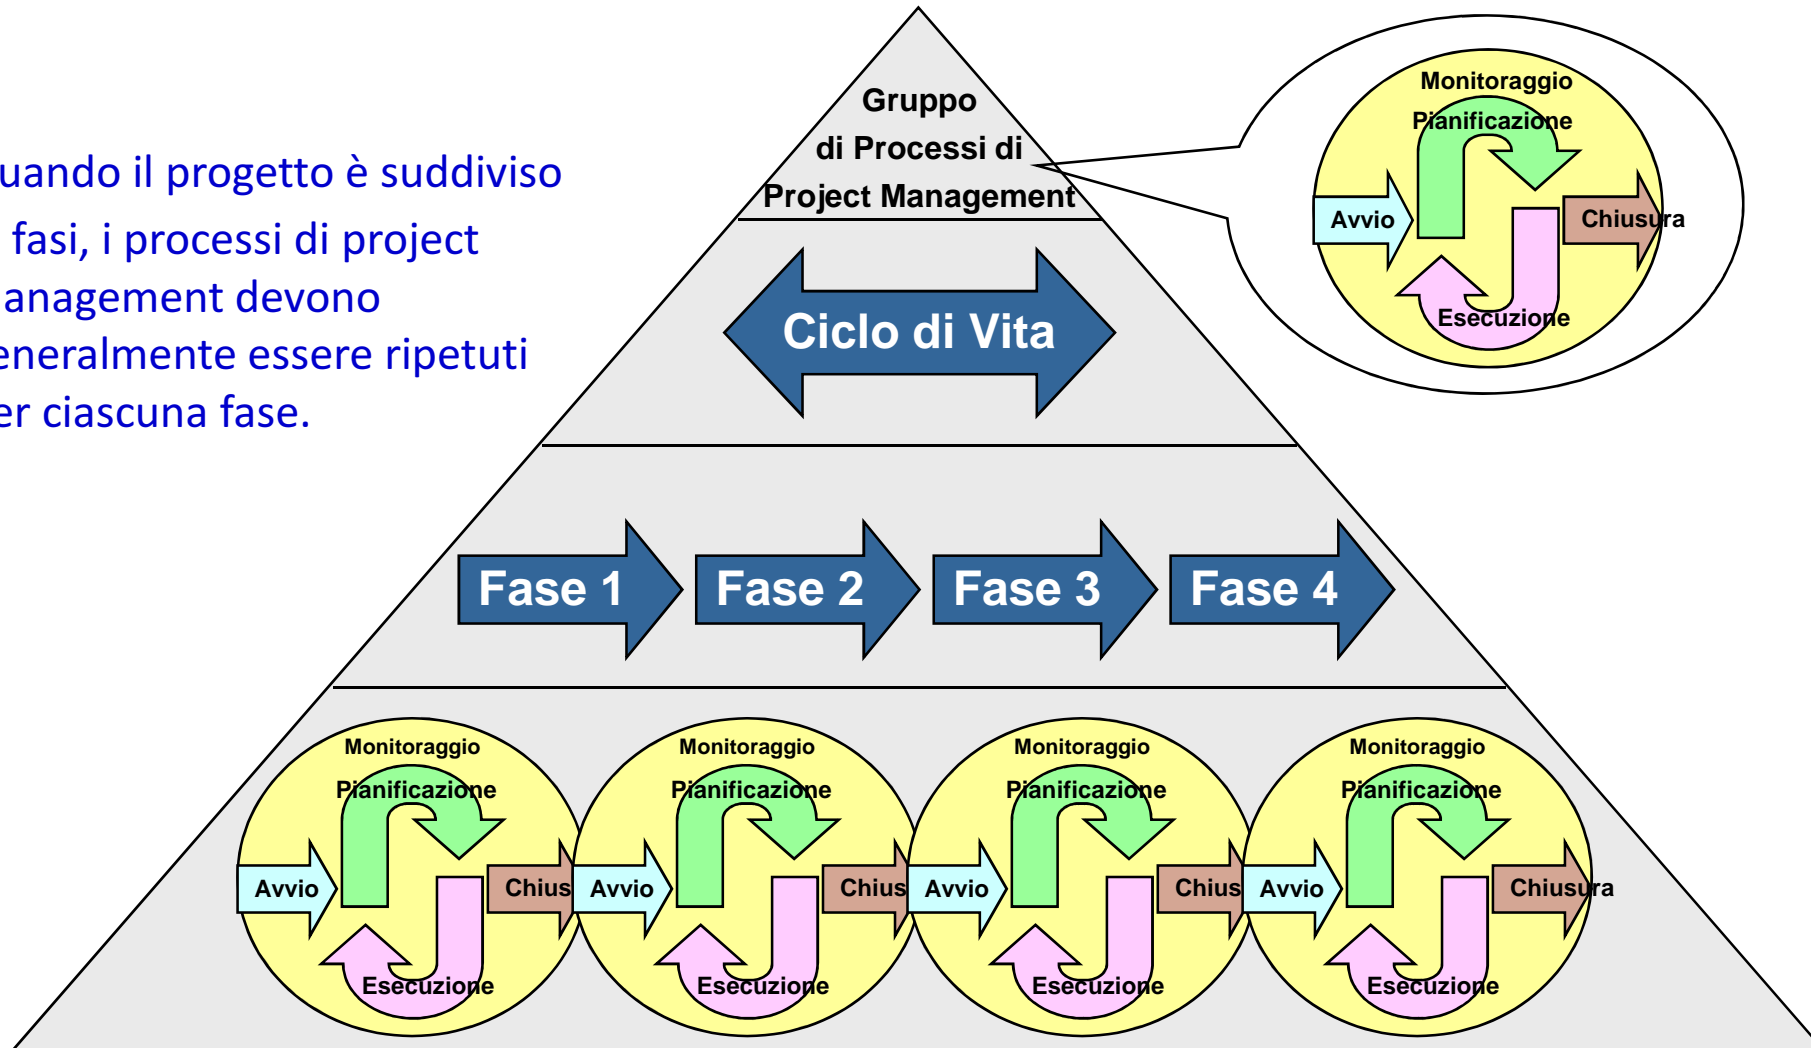 uando il progetto è suddiviso
fasi, i processi di project
anagement devono
eneralmente essere ripetuti
er ciascuna fase.
Gruppo
di Processi di
Project Management
Monitoraggio
Pianificazione
Avvio
Chiusura
Esecuzione
Ciclo di Vita
Fase 1 Fase 2 Fase 3 Fase 4
Monitoraggio Monitoraggio Monitoraggio Monitoraggio
Pianificazione Pianificazione Pianificazione Pianificazione
Avvio Chius Avvio Chius Avvio Chius Avvio Chiusura
Esecuzione Esecuzione Esecuzione Esecuzione